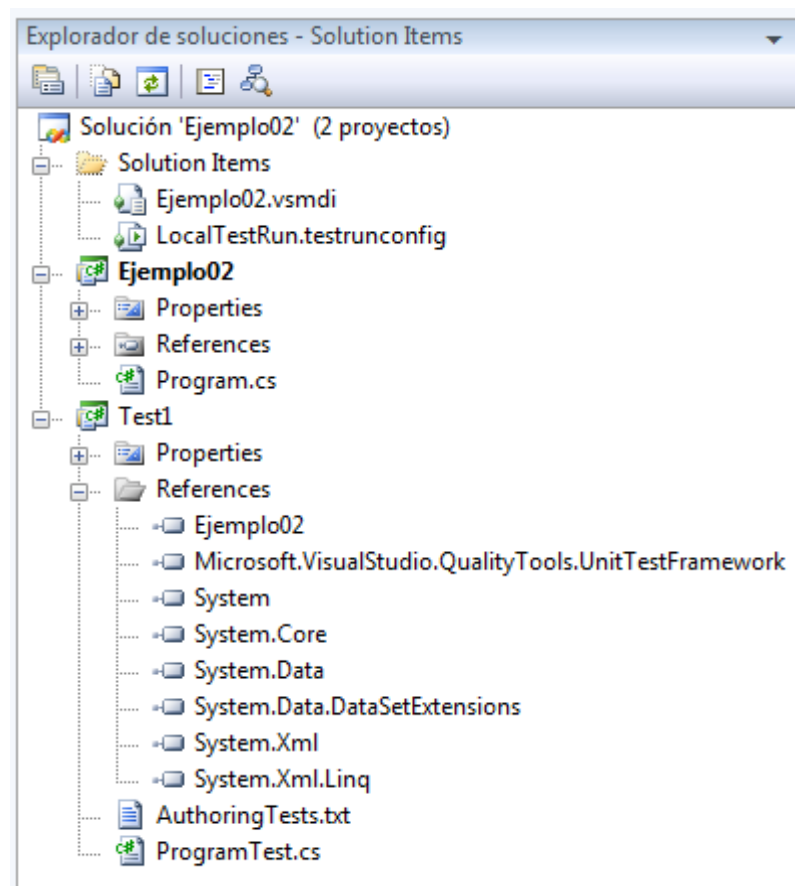 Explorador de soluciones - Solution Items
Solución 'Ejemplo02' (2 proyectos)
Solution Items
Ejemplo02.vsmdi
LocalTestRun.testrunconfig
Ejemplo02
Properties
References
Program.cs
Test1
Properties
References
Ejemplo02
Microsoft.VisualStudio.QualityTools.UnitTestFramework
System
System.Core
System.Data
System.Data.DataSetExtensions
System.Xml
System.Xml.Linq
AuthoringTests.txt
ProgramTest.cs